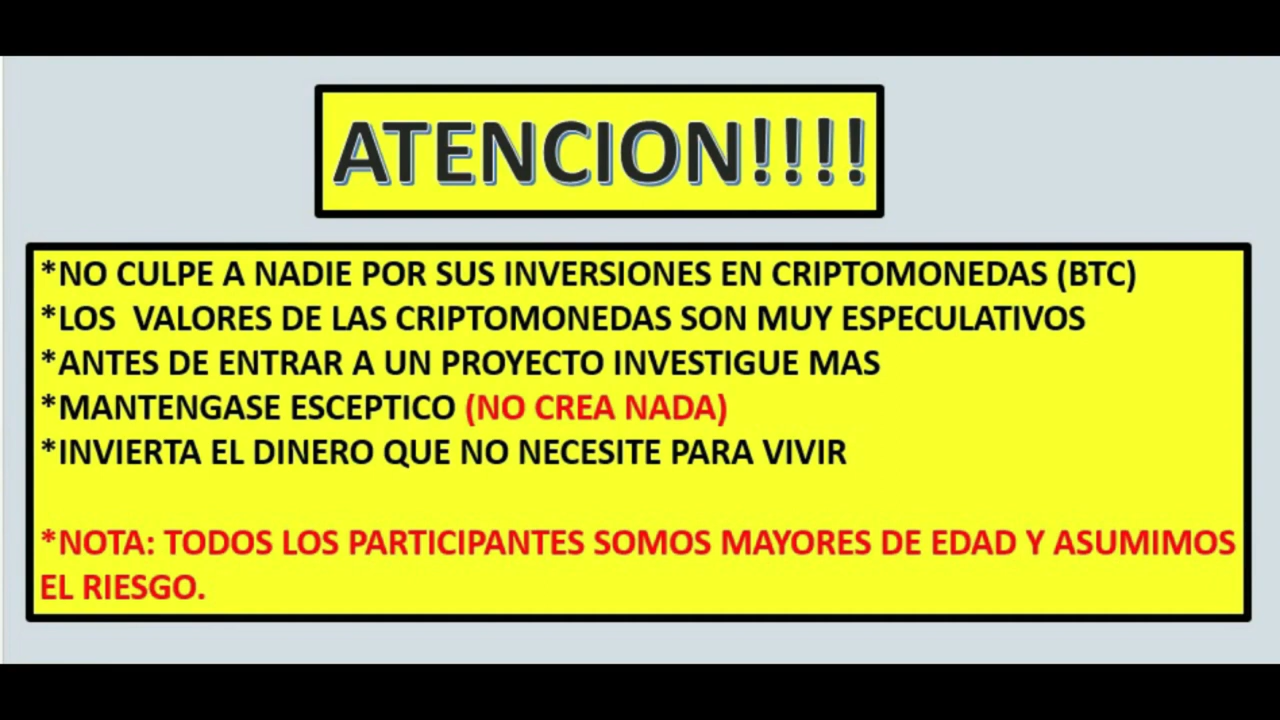 ATENCION!!!!
*NO CULPE A NADIE POR SUS INVERSIONES EN CRIPTOMONEDAS (BTC)
*LOS  VALORES DE LAS CRIPTOMONEDAS SON MUY ESPECULATIVOS
*ANTES DE ENTRAR A UN PROYECTO INVESTIGUE MAS
*MANTENGASE ESCEPTICO (NO CREA NADA)
*INVIERTA EL DINERO QUE NO NECESITE PARA VIVIR
*NOTA: TODOS LOS PARTICIPANTES SOMOS MAYORES DE EDAD Y ASUMIMOS
EL RIESGO.